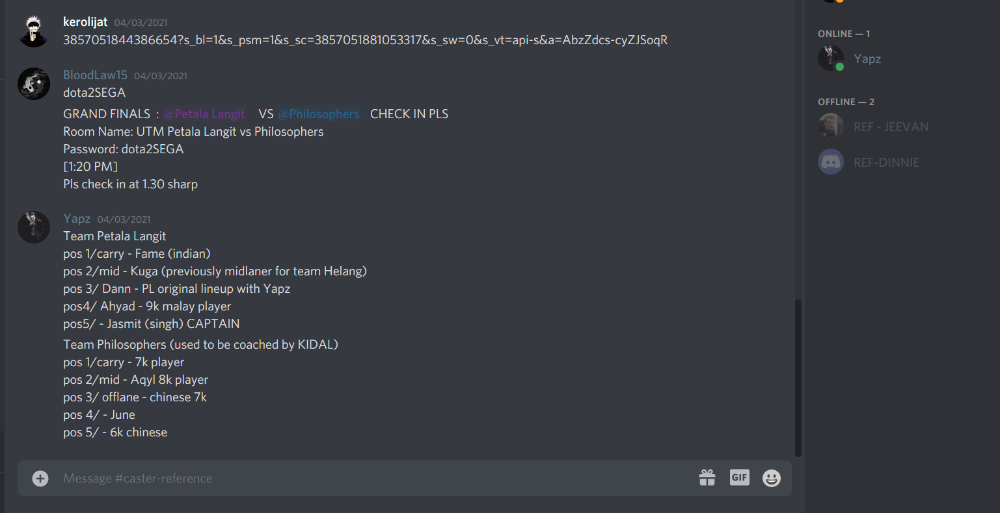 kerolijat 04/03/2021
3857051844386654?s_bl=1&s_psm=1&s_sc=3857051881053317&s_sw=0&s_vt=api-s&a=AbzZdcs-cyZJSoqR
BloodLaw15 04/03/2021
dota2SEGA
GRAND FINALS : @Petala Langit VS @Philosophers CHECK IN PLS
Room Name: UTM Petala Langit vs Philosophers
Password: dota2SEGA
[1:20 PM]
Pls check in at 1.30 sharp
Yapz 04/03/2021
Team Petala Langit
pos 1/carry - Fame (indian)
pos 2/mid - Kuga (previously midlaner for team Helang)
pos 3/ Dann - PL original lineup with Yapz
pos4/ Ahyad - 9k malay player
pos5/ - Jasmit (singh) CAPTAIN
Team Philosophers (used to be coached by KIDAL)
pos 1/carry - 7k player
pos 2/mid - Aqyl 8k player
pos 3/ offlane - chinese 7k
pos 4/ - June
pos 5/ - 6k chinese
Message #caster-reference
GIF
ONLINE — 1
Yapz
OFFLINE — 2
REF - JEEVAN
REF-DINNIE